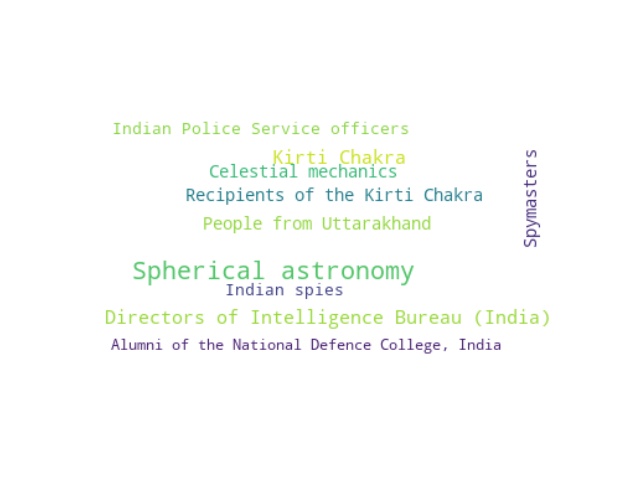 Indian Police Service officers
Kirti Chakra
Celestial mechanics
Recipients of the Kirti Chakra
People from Uttarakhand
Spymasters
Spherical astronomy
Indian spies
Directors of Intelligence Bureau (India)
Alumni of the National Defence College, India